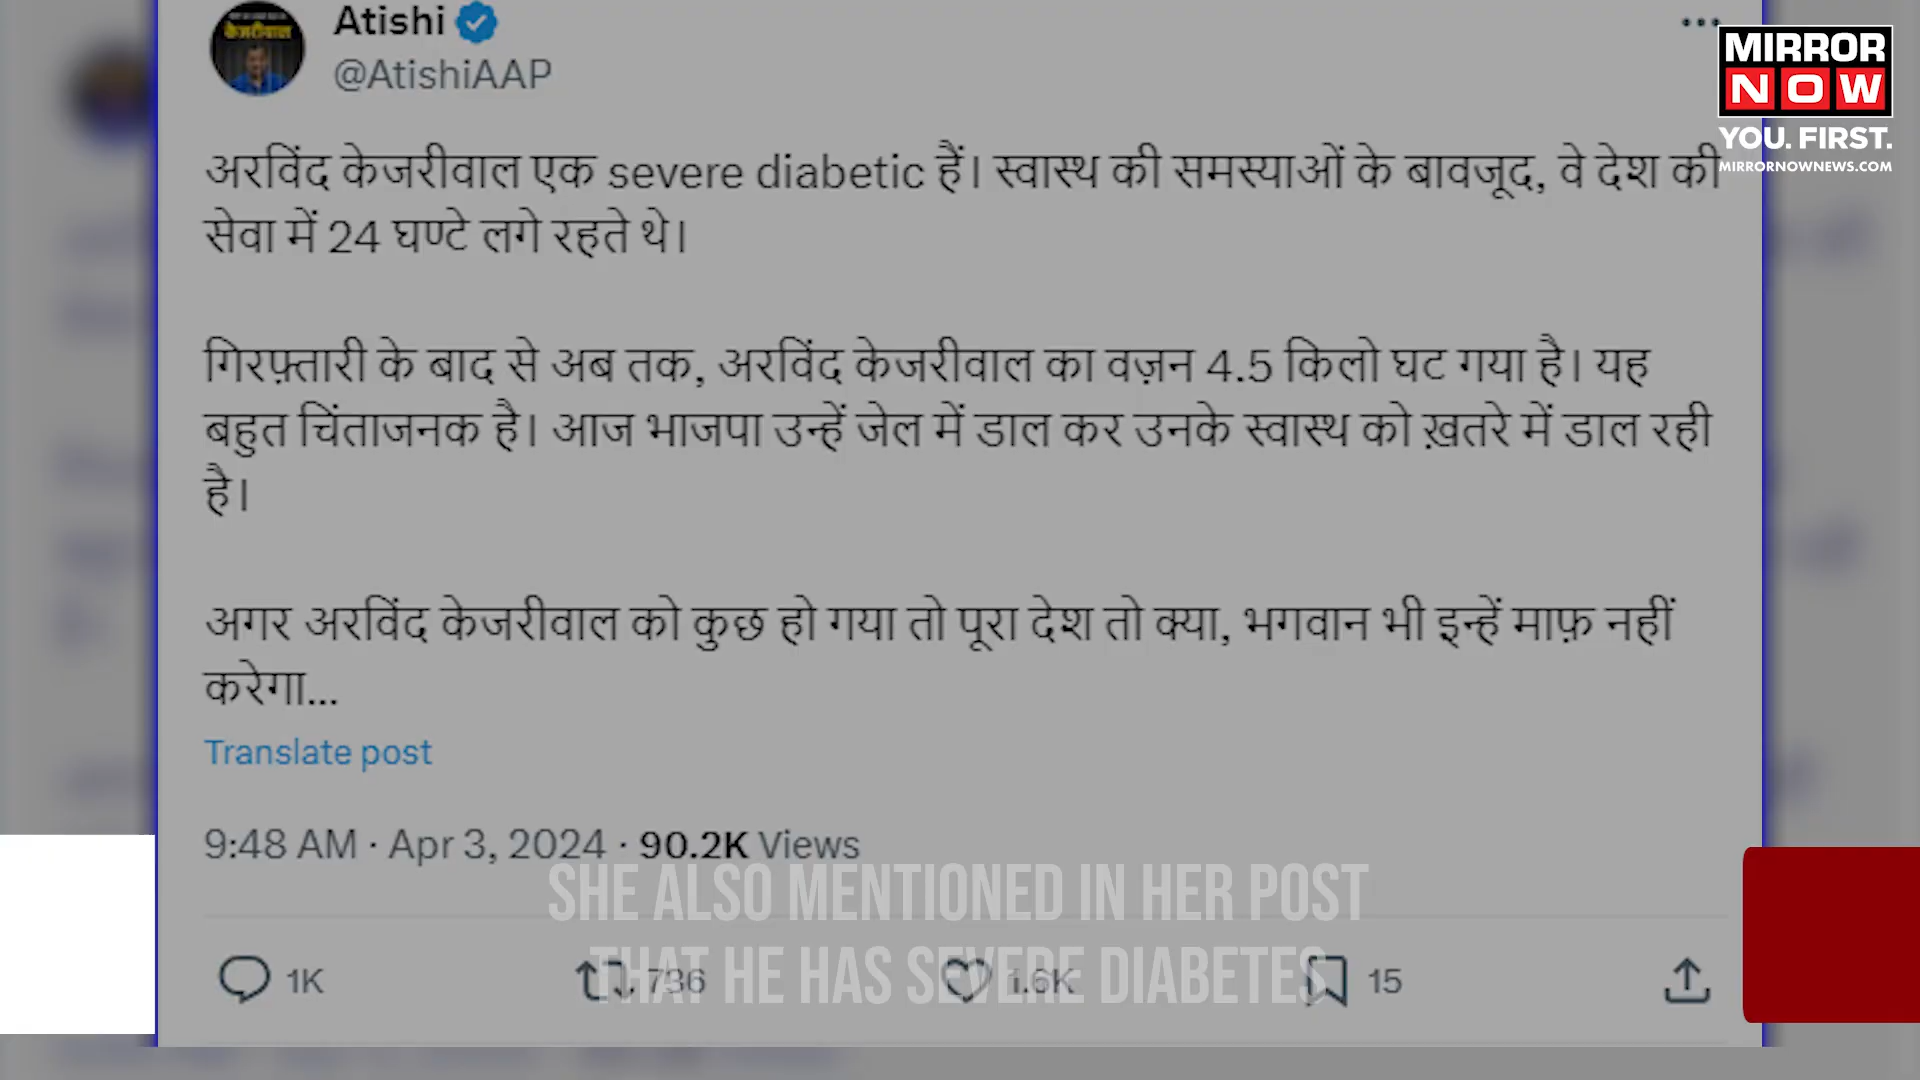 Atishi
@AtishiAAP
MIRROR
NOW
YOU. FIRST.
MIRRORNOWNEWS.COM
केजरीवाल
अरविंद केजरीवाल एक severe diabetic हैं। स्वास्थ की समस्याओं के बावजूद, वे देश की
सेवा में 24 घण्टे लगे रहते थे।
गिरफ़्तारी के बाद से अब तक, अरविंद केजरीवाल का वज़न 4.5 किलो घट गया है। यह
बहुत चिंताजनक है। आज भाजपा उन्हें जेल में डाल कर उनके स्वास्थ को ख़तरे में डाल रही
है।
अगर अरविंद केजरीवाल को कुछ हो गया तो पूरा देश तो क्या, भगवान भी इन्हें माफ़ नहीं
करेगा...
Translate post
9:48 AM · Apr 3, 2024 · 90.2K Views
SHE ALSO MENTIONED IN HER POST
THAT HE HAS SEVERE DIABETES
1K 736 1.6K 15